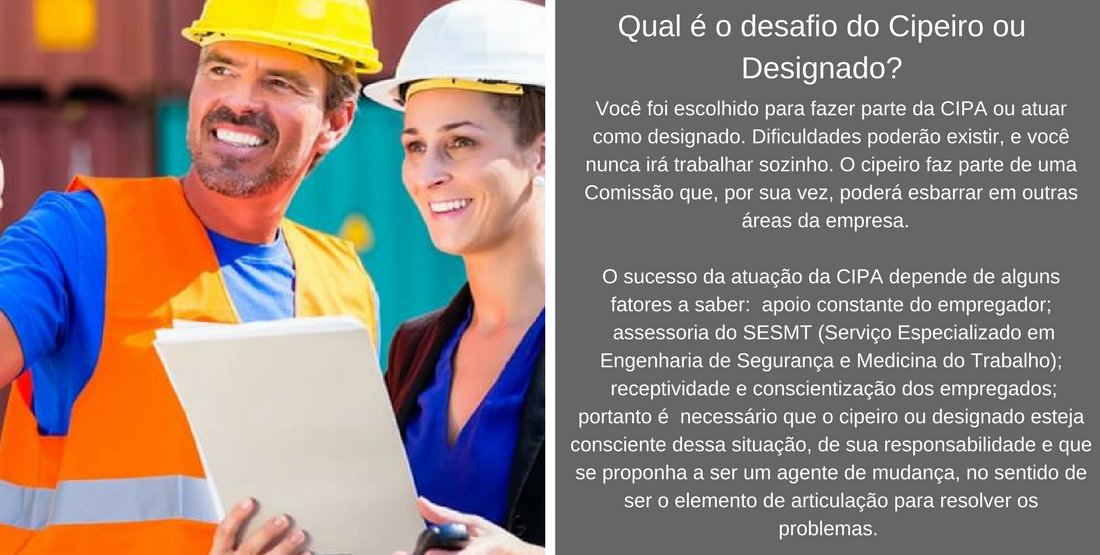 Qual é o desafio do Cipeiro ou
Designado?
Você foi escolhido para fazer parte da CIPA ou atuar
como designado. Dificuldades poderão existir, e você
nunca irá trabalhar sozinho. O cipeiro faz parte de uma
Comissão que, por sua vez, poderá esbarrar em outras
áreas da empresa.
O sucesso da atuação da CIPA depende de alguns
fatores a saber:  apoio constante do empregador;
assessoria do SESMT (Serviço Especializado em
Engenharia de Segurança e Medicina do Trabalho);
receptividade e conscientização dos empregados;
portanto é  necessário que o cipeiro ou designado esteja
consciente dessa situação, de sua responsabilidade e que
se proponha a ser um agente de mudança, no sentido de
ser o elemento de articulação para resolver os
problemas.